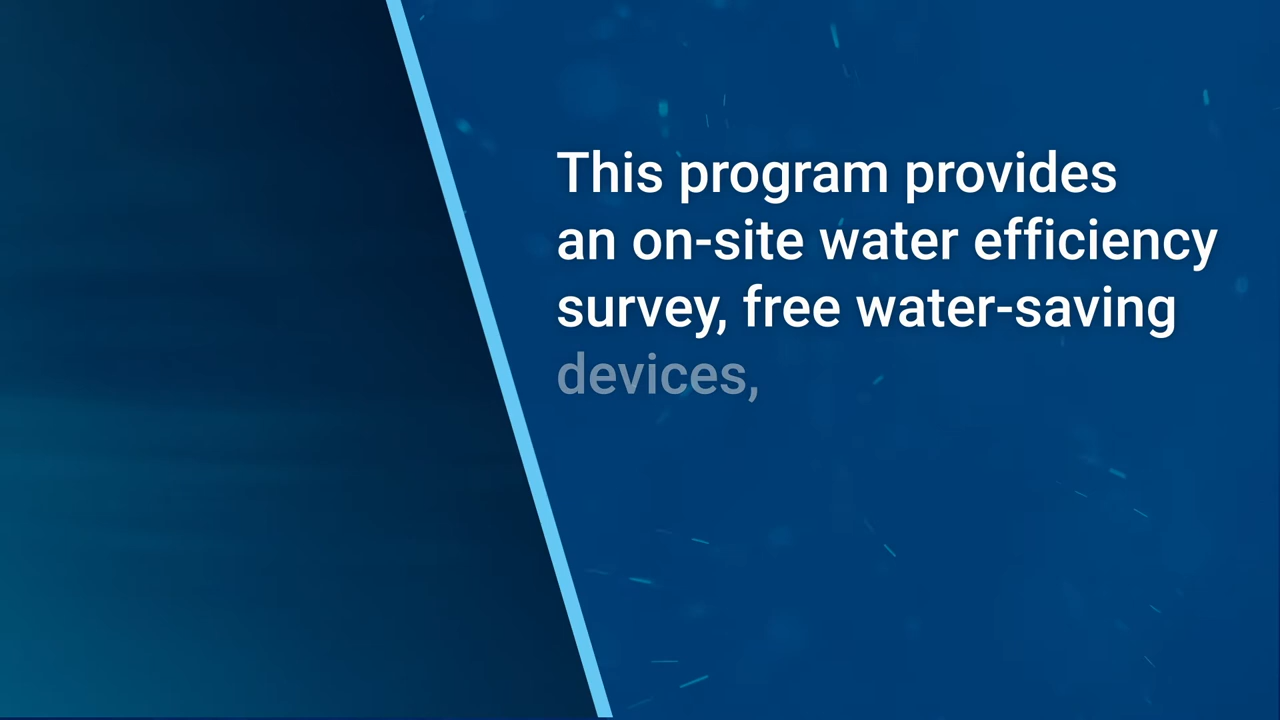 This program provides
an on-site water efficiency
survey, free water-saving
devices,